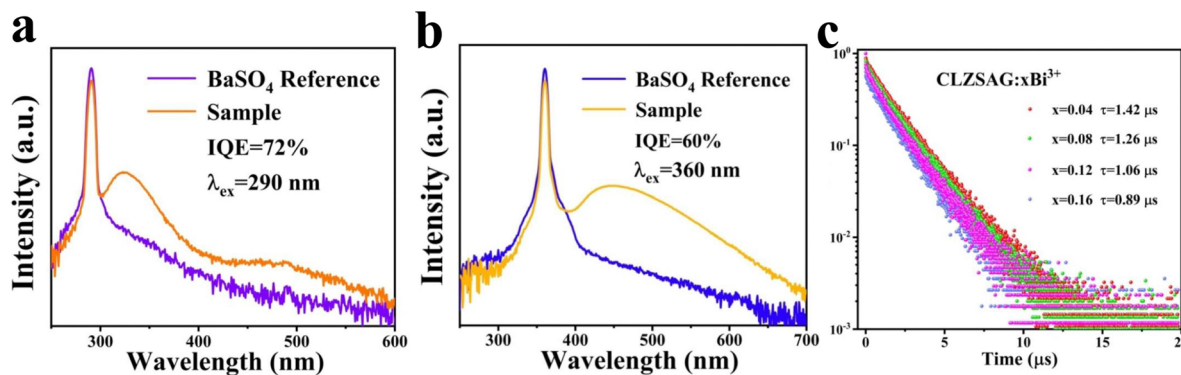 a
Intensity (a.u.)
BaSO4 Reference
Sample
IQE=72%
λex=290 nm
300 400 500 600
Wavelength (nm)
b
Intensity (a.u.)
BaSO4 Reference
Sample
IQE=60%
λex=360 nm
300 400 500 600 700
Wavelength (nm)
c
10^0
10^-1
10^-2
10^-3
CLZSAG:xBi3+
x=0.04 τ=1.42 μs
x=0.08 τ=1.26 μs
x=0.12 τ=1.06 μs
x=0.16 τ=0.89 μs
0 5 10 15
Time (μs)